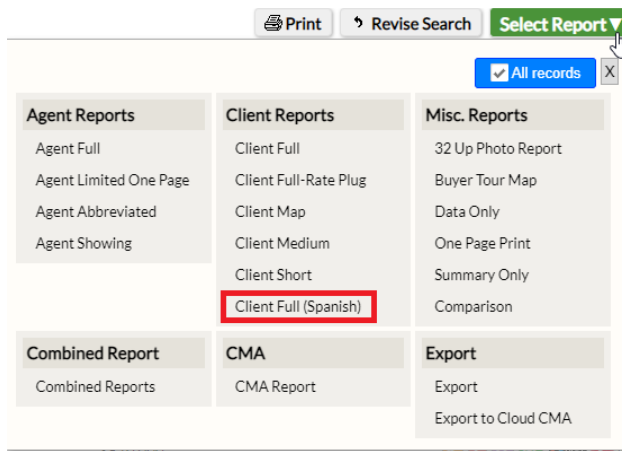 Print
Revise Search
Select Report▼
All records
X
Agent Reports
Agent Full
Agent Limited One Page
Agent Abbreviated
Agent Showing
Client Reports
Client Full
Client Full-Rate Plug
Client Map
Client Medium
Client Short
Client Full (Spanish)
Misc. Reports
32 Up Photo Report
Buyer Tour Map
Data Only
One Page Print
Summary Only
Comparison
Combined Report
Combined Reports
CMA
CMA Report
Export
Export
Export to Cloud CMA